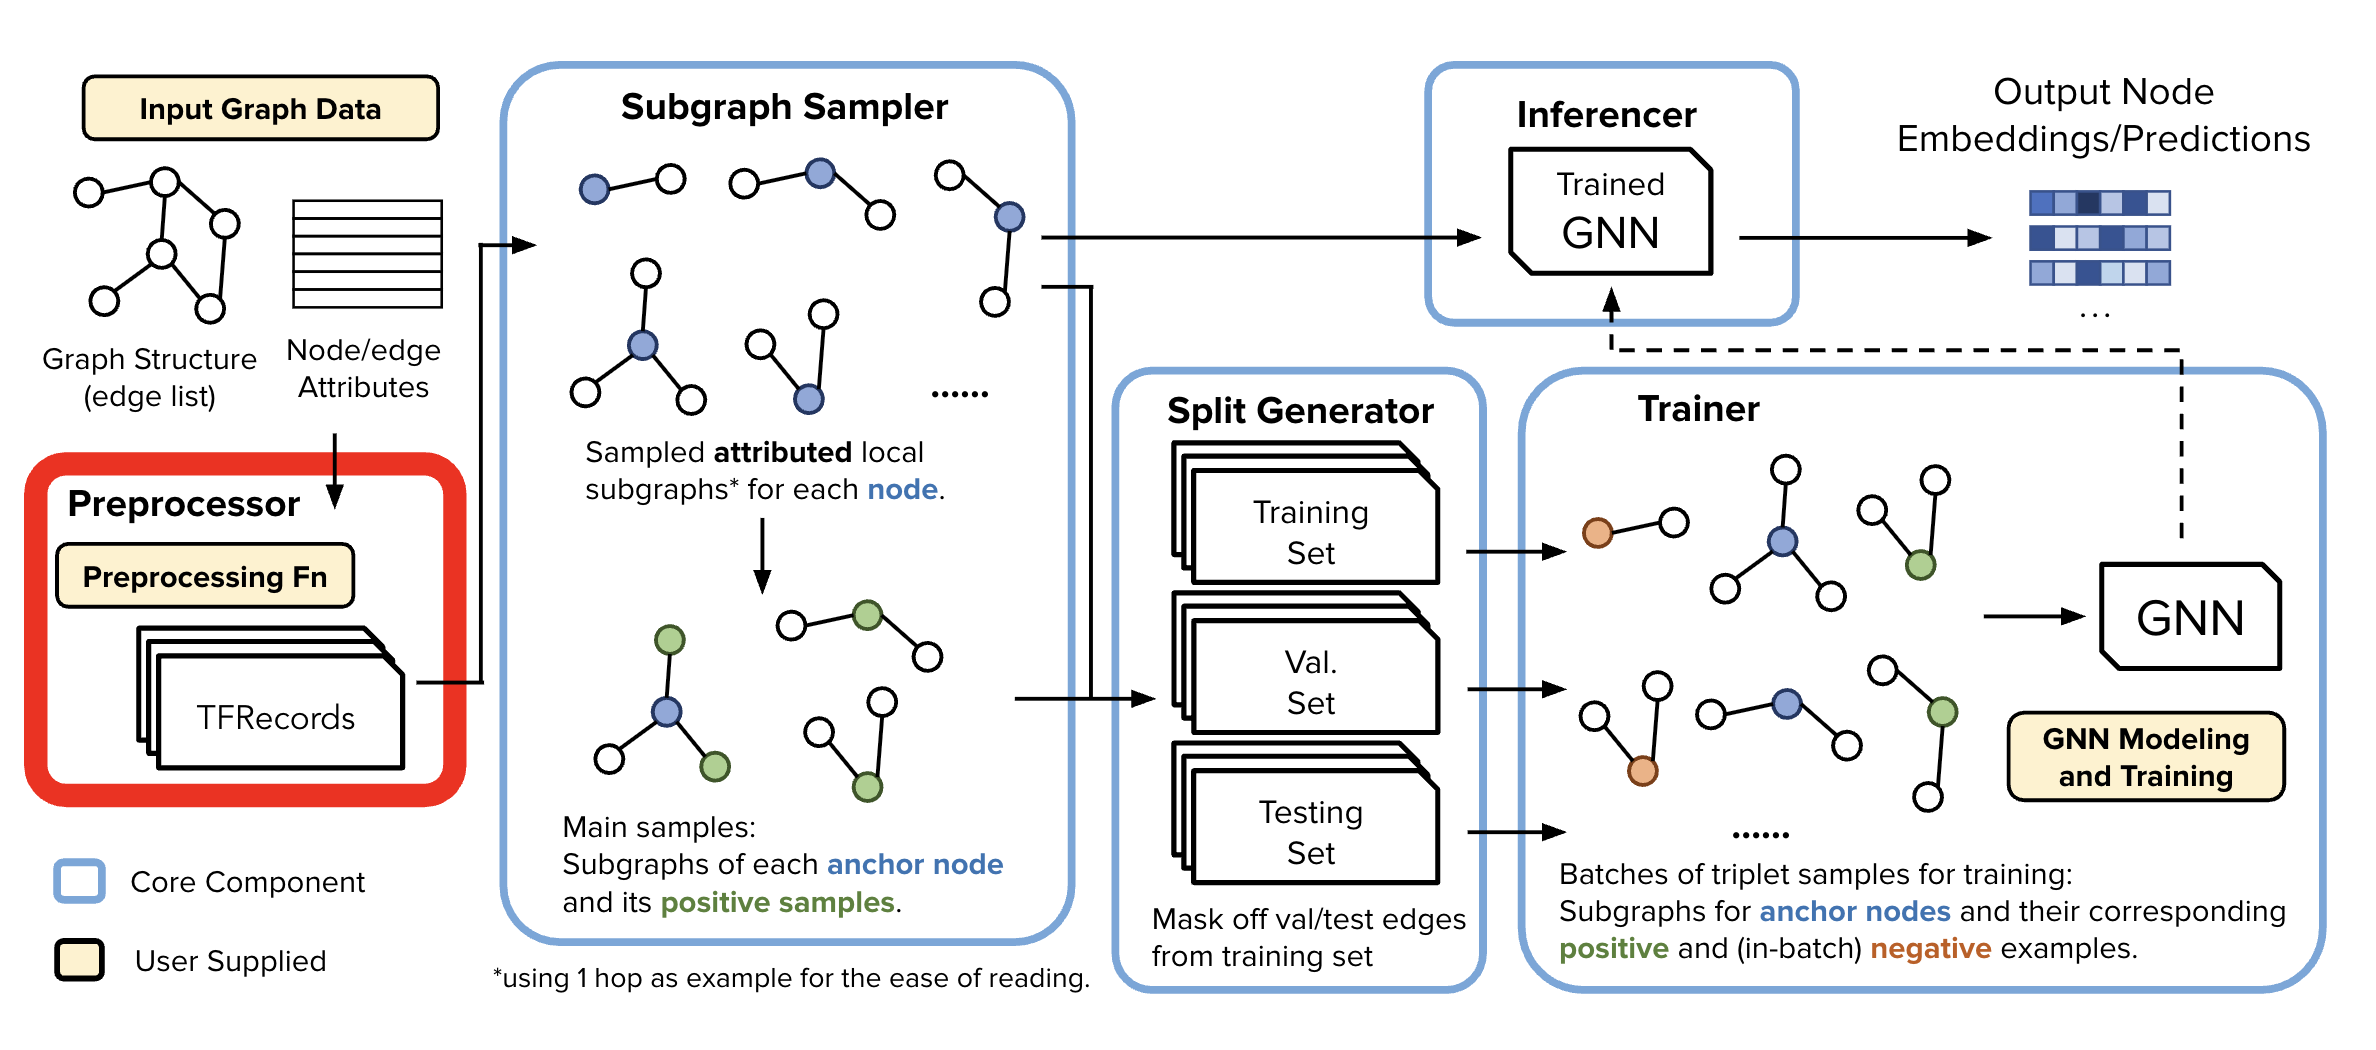 Input Graph Data
Graph Structure
(edge list)
Node/edge
Attributes
Preprocessor
Preprocessing Fn
TFRecords
Core Component
User Supplied
Subgraph Sampler
......
Sampled attributed local
subgraphs* for each node.
Main samples:
Subgraphs of each anchor node
and its positive samples.
*using 1 hop as example for the ease of reading.
Split Generator
Training
Set
Val.
Set
Testing
Set
Mask off val/test edges
from training set
Inferencer
Trained
GNN
Output Node
Embeddings/Predictions
...
Trainer
GNN
GNN Modeling
and Training
......
Batches of triplet samples for training:
Subgraphs for anchor nodes and their corresponding
positive and (in-batch) negative examples.